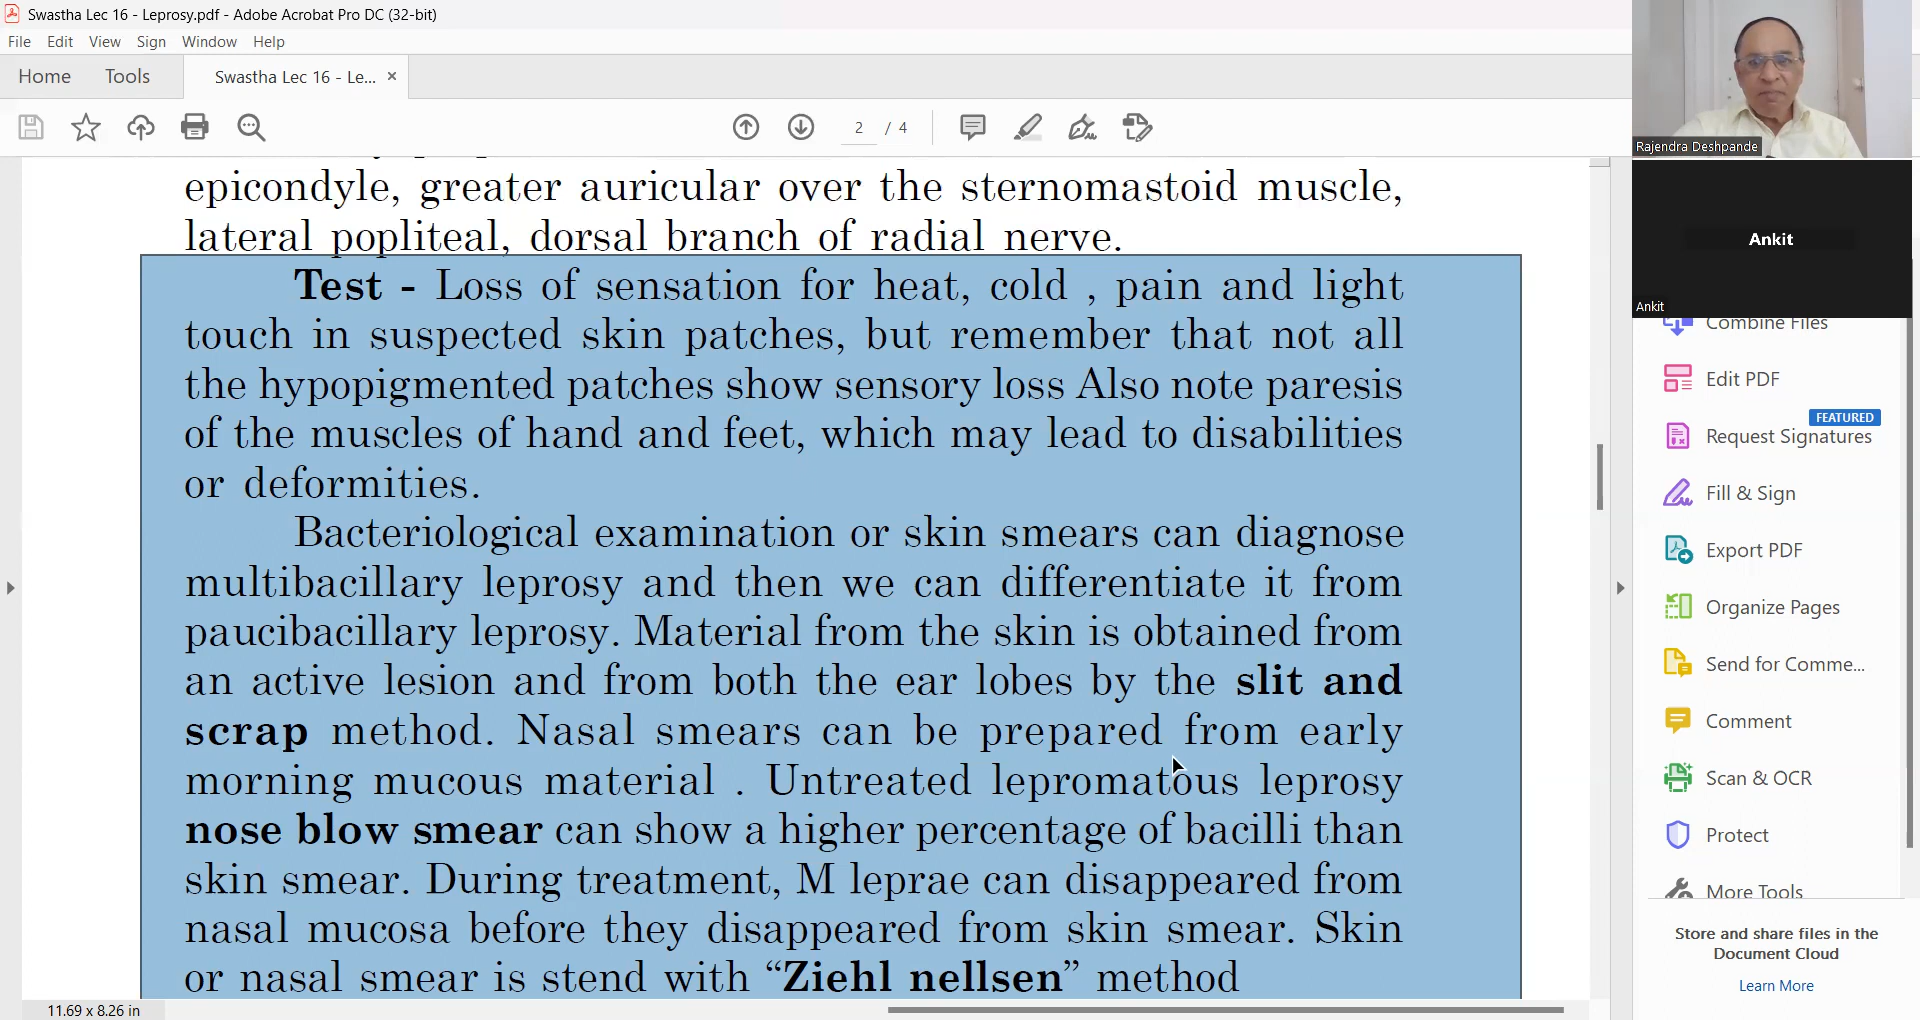 Swastha Lec 16 - Leprosy.pdf - Adobe Acrobat Pro DC (32-bit)
File Edit View Sign Window Help
Home Tools Swastha Lec 16 - Le... ×
2 / 4
epicondyle, greater auricular over the sternomastoid muscle,
lateral popliteal, dorsal branch of radial nerve.
Test - Loss of sensation for heat, cold , pain and light
touch in suspected skin patches, but remember that not all
the hypopigmented patches show sensory loss Also note paresis
of the muscles of hand and feet, which may lead to disabilities
or deformities.
Bacteriological examination or skin smears can diagnose
multibacillary leprosy and then we can differentiate it from
paucibacillary leprosy. Material from the skin is obtained from
an active lesion and from both the ear lobes by the slit and
scrap method. Nasal smears can be prepared from early
morning mucous material . Untreated lepromatous leprosy
nose blow smear can show a higher percentage of bacilli than
skin smear. During treatment, M leprae can disappeared from
nasal mucosa before they disappeared from skin smear. Skin
or nasal smear is stend with “Ziehl nellsen” method
11.69 x 8.26 in
Rajendra Deshpande
Ankit
Ankit
Combine Files
Edit PDF
FEATURED
Request Signatures
Fill & Sign
Export PDF
Organize Pages
Send for Comme...
Comment
Scan & OCR
Protect
More Tools
Store and share files in the
Document Cloud
Learn More